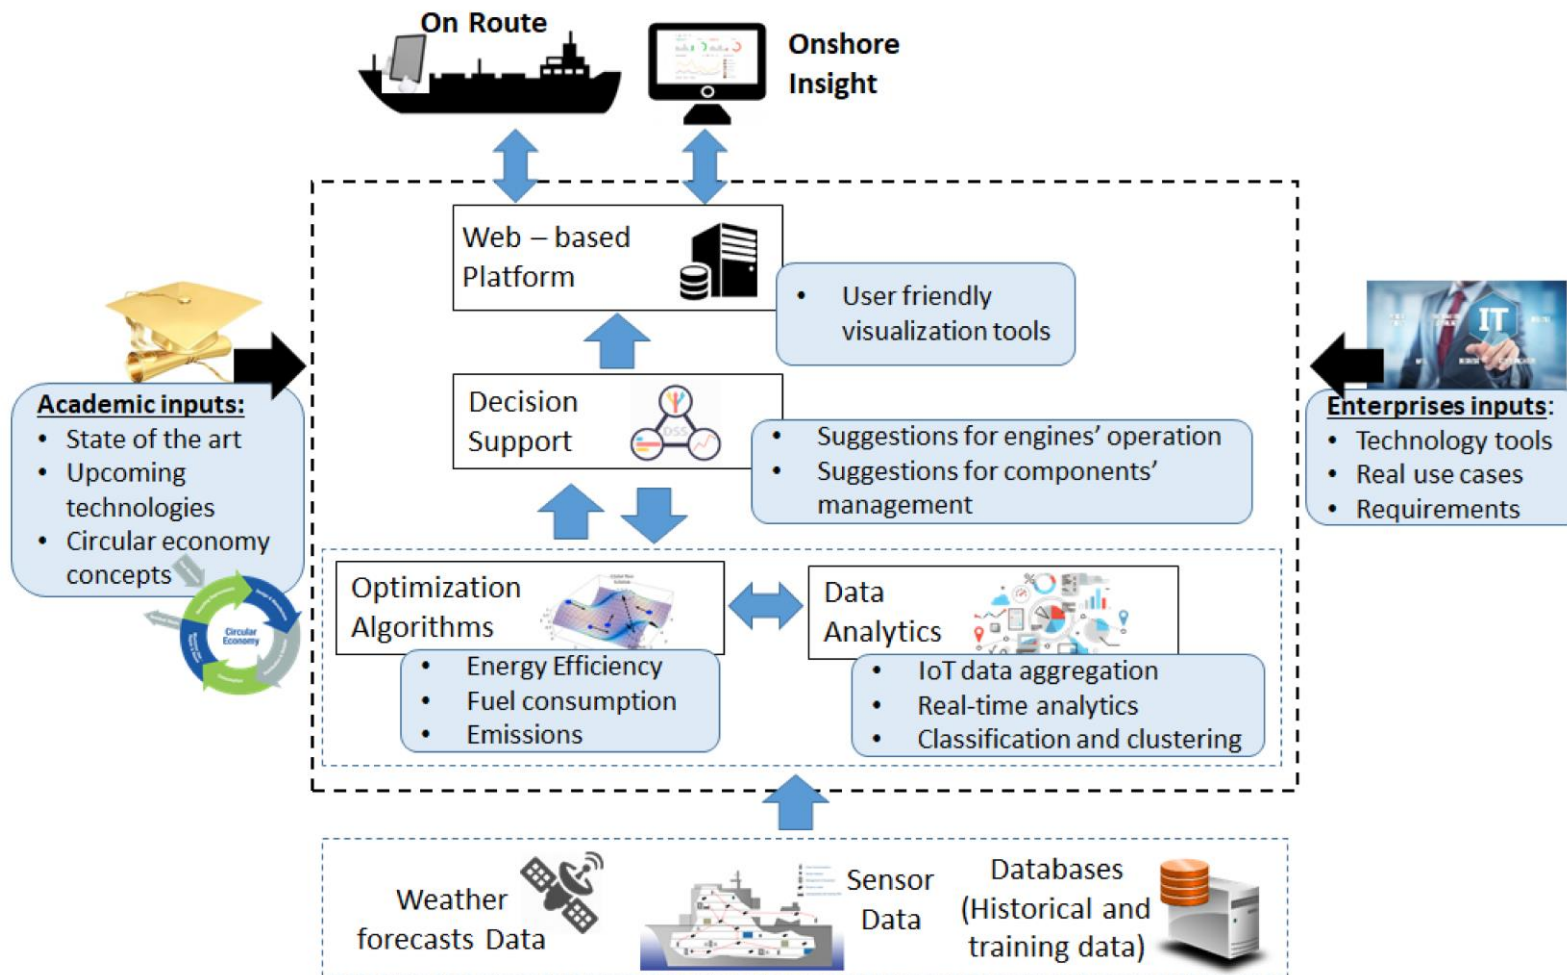 On Route
Onshore
Insight
Web – based
Platform
• User friendly
visualization tools
Decision
Support
DSS
• Suggestions for engines’ operation
• Suggestions for components’
management
Academic inputs:
• State of the art
• Upcoming
technologies
• Circular economy
concepts
Circular
Economy
IT
Enterprises inputs:
• Technology tools
• Real use cases
• Requirements
Optimization
Algorithms
• Energy Efficiency
• Fuel consumption
• Emissions
Data
Analytics
• IoT data aggregation
• Real-time analytics
• Classification and clustering
Weather
forecasts Data
Sensor
Data
Databases
(Historical and
training data)